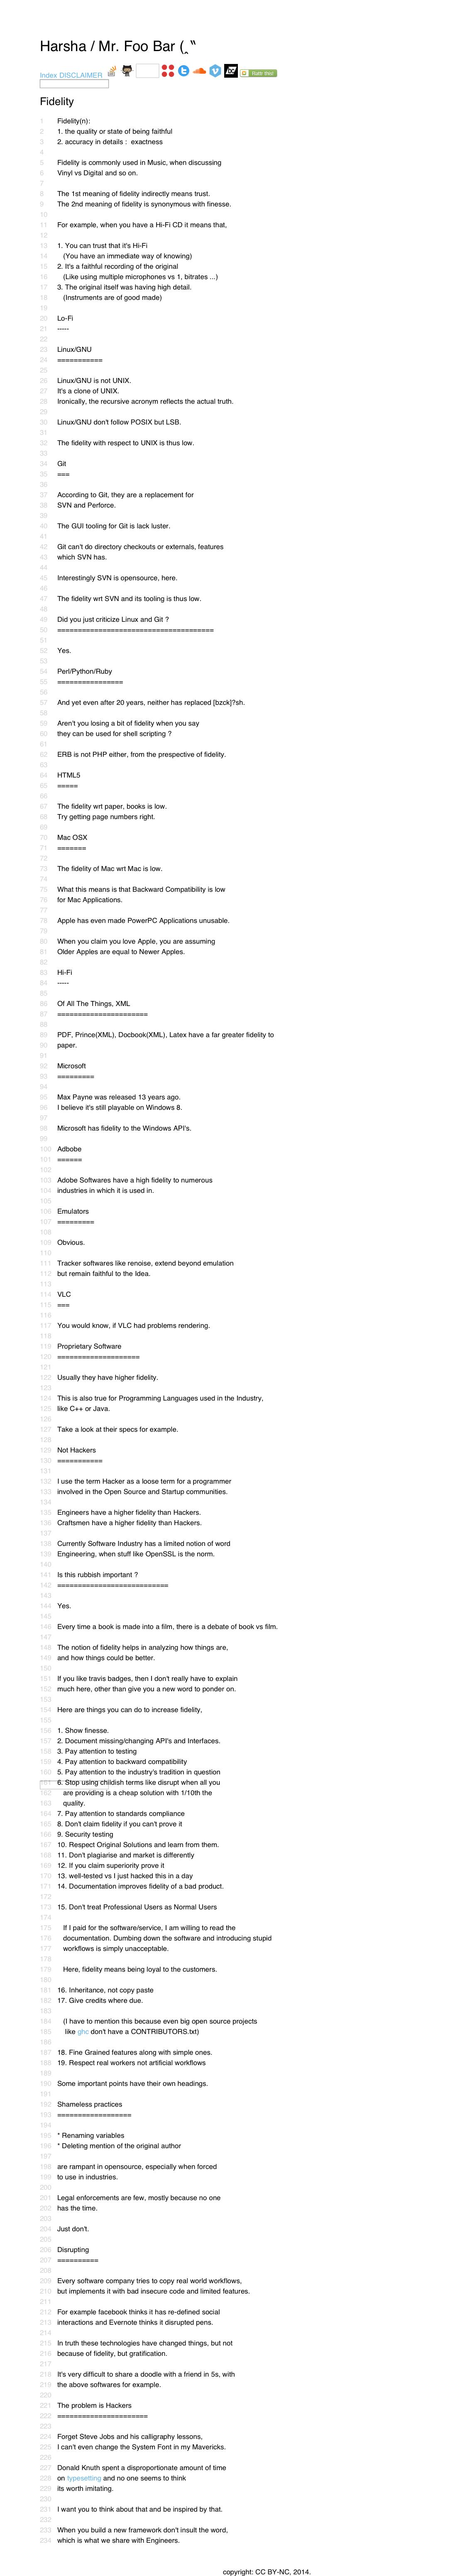 Harsha / Mr. Foo Bar (‿‿
Index DISCLAIMER
Fidelity
1 Fidelity(n):
2 1. the quality or state of being faithful
3 2. accuracy in details : exactness
4
5 Fidelity is commonly used in Music, when discussing
6 Vinyl vs Digital and so on.
7
8 The 1st meaning of fidelity indirectly means trust.
9 The 2nd meaning of fidelity is synonymous with finesse.
10
11 For example, when you have a Hi-Fi CD it means that,
12
13 1. You can trust that it's Hi-Fi
14 (You have an immediate way of knowing)
15 2. It's a faithful recording of the original
16 (Like using multiple microphones vs 1, bitrates ...)
17 3. The original itself was having high detail.
18 (Instruments are of good made)
19
20 Lo-Fi
21 -----
22
23 Linux/GNU
24 ===========
25
26 Linux/GNU is not UNIX.
27 It's a clone of UNIX.
28 Ironically, the recursive acronym reflects the actual truth.
29
30 Linux/GNU don't follow POSIX but LSB.
31
32 The fidelity with respect to UNIX is thus low.
33
34 Git
35 ===
36
37 According to Git, they are a replacement for
38 SVN and Perforce.
39
40 The GUI tooling for Git is lack luster.
41
42 Git can't do directory checkouts or externals, features
43 which SVN has.
44
45 Interestingly SVN is opensource, here.
46
47 The fidelity wrt SVN and its tooling is thus low.
48
49 Did you just criticize Linux and Git ?
50 ======================================
51
52 Yes.
53
54 Perl/Python/Ruby
55 ================
56
57 And yet even after 20 years, neither has replaced [bzck]?sh.
58
59 Aren't you losing a bit of fidelity when you say
60 they can be used for shell scripting ?
61
62 ERB is not PHP either, from the prespective of fidelity.
63
64 HTML5
65 =====
66
67 The fidelity wrt paper, books is low.
68 Try getting page numbers right.
69
70 Mac OSX
71 =======
72
73 The fidelity of Mac wrt Mac is low.
74
75 What this means is that Backward Compatibility is low
76 for Mac Applications.
77
78 Apple has even made PowerPC Applications unusable.
79
80 When you claim you love Apple, you are assuming
81 Older Apples are equal to Newer Apples.
82
83 Hi-Fi
84 -----
85
86 Of All The Things, XML
87 ======================
88
89 PDF, Prince(XML), Docbook(XML), Latex have a far greater fidelity to
90 paper.
91
92 Microsoft
93 =========
94
95 Max Payne was released 13 years ago.
96 I believe it's still playable on Windows 8.
97
98 Microsoft has fidelity to the Windows API's.
99
100 Adbobe
101 ======
102
103 Adobe Softwares have a high fidelity to numerous
104 industries in which it is used in.
105
106 Emulators
107 =========
108
109 Obvious.
110
111 Tracker softwares like renoise, extend beyond emulation
112 but remain faithful to the Idea.
113
114 VLC
115 ===
116
117 You would know, if VLC had problems rendering.
118
119 Proprietary Software
120 ====================
121
122 Usually they have higher fidelity.
123
124 This is also true for Programming Languages used in the Industry,
125 like C++ or Java.
126
127 Take a look at their specs for example.
128
129 Not Hackers
130 ===========
131
132 I use the term Hacker as a loose term for a programmer
133 involved in the Open Source and Startup communities.
134
135 Engineers have a higher fidelity than Hackers.
136 Craftsmen have a higher fidelity than Hackers.
137
138 Currently Software Industry has a limited notion of word
139 Engineering, when stuff like OpenSSL is the norm.
140
141 Is this rubbish important ?
142 ===========================
143
144 Yes.
145
146 Every time a book is made into a film, there is a debate of book vs film.
147
148 The notion of fidelity helps in analyzing how things are,
149 and how things could be better.
150
151 If you like travis badges, then I don't really have to explain
152 much here, other than give you a new word to ponder on.
153
154 Here are things you can do to increase fidelity,
155
156 1. Show finesse.
157 2. Document missing/changing API's and Interfaces.
158 3. Pay attention to testing
159 4. Pay attention to backward compatibility
160 5. Pay attention to the industry's tradition in question
161 6. Stop using childish terms like disrupt when all you
162 are providing is a cheap solution with 1/10th the
163 quality.
164 7. Pay attention to standards compliance
165 8. Don't claim fidelity if you can't prove it
166 9. Security testing
167 10. Respect Original Solutions and learn from them.
168 11. Don't plagiarise and market is differently
169 12. If you claim superiority prove it
170 13. well-tested vs I just hacked this in a day
171 14. Documentation improves fidelity of a bad product.
172
173 15. Don't treat Professional Users as Normal Users
174
175 If I paid for the software/service, I am willing to read the
176 documentation. Dumbing down the software and introducing stupid
177 workflows is simply unacceptable.
178
179 Here, fidelity means being loyal to the customers.
180
181 16. Inheritance, not copy paste
182 17. Give credits where due.
183
184 (I have to mention this because even big open source projects
185 like ghc don't have a CONTRIBUTORS.txt)
186
187 18. Fine Grained features along with simple ones.
188 19. Respect real workers not artificial workflows
189
190 Some important points have their own headings.
191
192 Shameless practices
193 ==================
194
195 * Renaming variables
196 * Deleting mention of the original author
197
198 are rampant in opensource, especially when forced
199 to use in industries.
200
201 Legal enforcements are few, mostly because no one
202 has the time.
203
204 Just don't.
205
206 Disrupting
207 ==========
208
209 Every software company tries to copy real world workflows,
210 but implements it with bad insecure code and limited features.
211
212 For example facebook thinks it has re-defined social
213 interactions and Evernote thinks it disrupted pens.
214
215 In truth these technologies have changed things, but not
216 because of fidelity, but gratification.
217
218 It's very difficult to share a doodle with a friend in 5s, with
219 the above softwares for example.
220
221 The problem is Hackers
222 ======================
223
224 Forget Steve Jobs and his calligraphy lessons,
225 I can't even change the System Font in my Mavericks.
226
227 Donald Knuth spent a disproportionate amount of time
228 on typesetting and no one seems to think
229 its worth imitating.
230
231 I want you to think about that and be inspired by that.
232
233 When you build a new framework don't insult the word,
234 which is what we share with Engineers.
copyright: CC BY-NC, 2014.